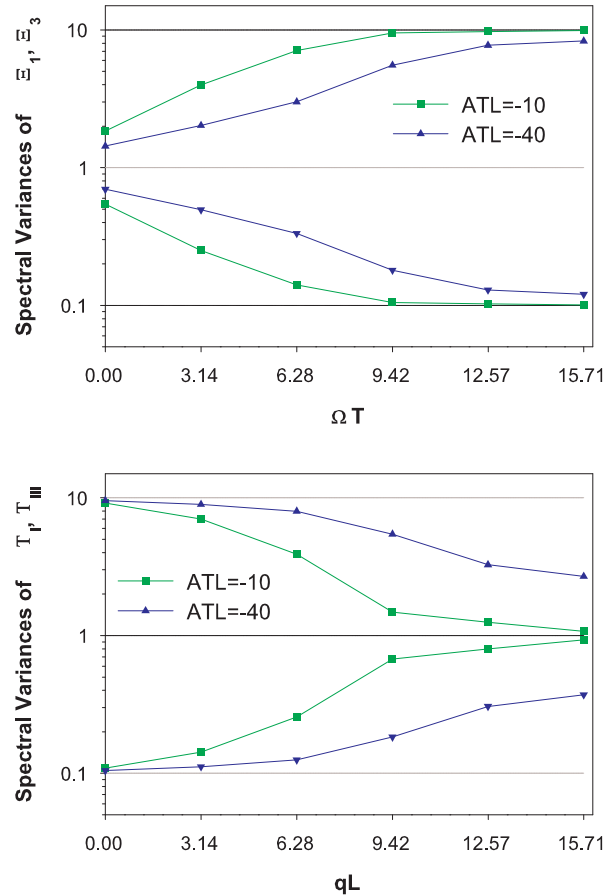 Spectral Variances of Ξ1, Ξ3
10
1
0.1
ATL=-10
ATL=-40
0.00 3.14 6.28 9.42 12.57 15.71
Ω T
Spectral Variances of ϒI, ϒIII
10
1
0.1
ATL=-10
ATL=-40
0.00 3.14 6.28 9.42 12.57 15.71
qL